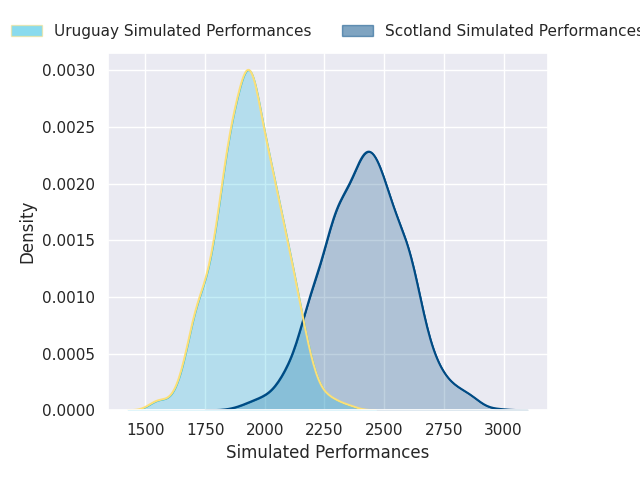 Uruguay Simulated Performances
Scotland Simulated Performances
0.0030
0.0025
0.0020
0.0015
0.0010
0.0005
0.0000
Density
1500 1750 2000 2250 2500 2750 3000
Simulated Performances